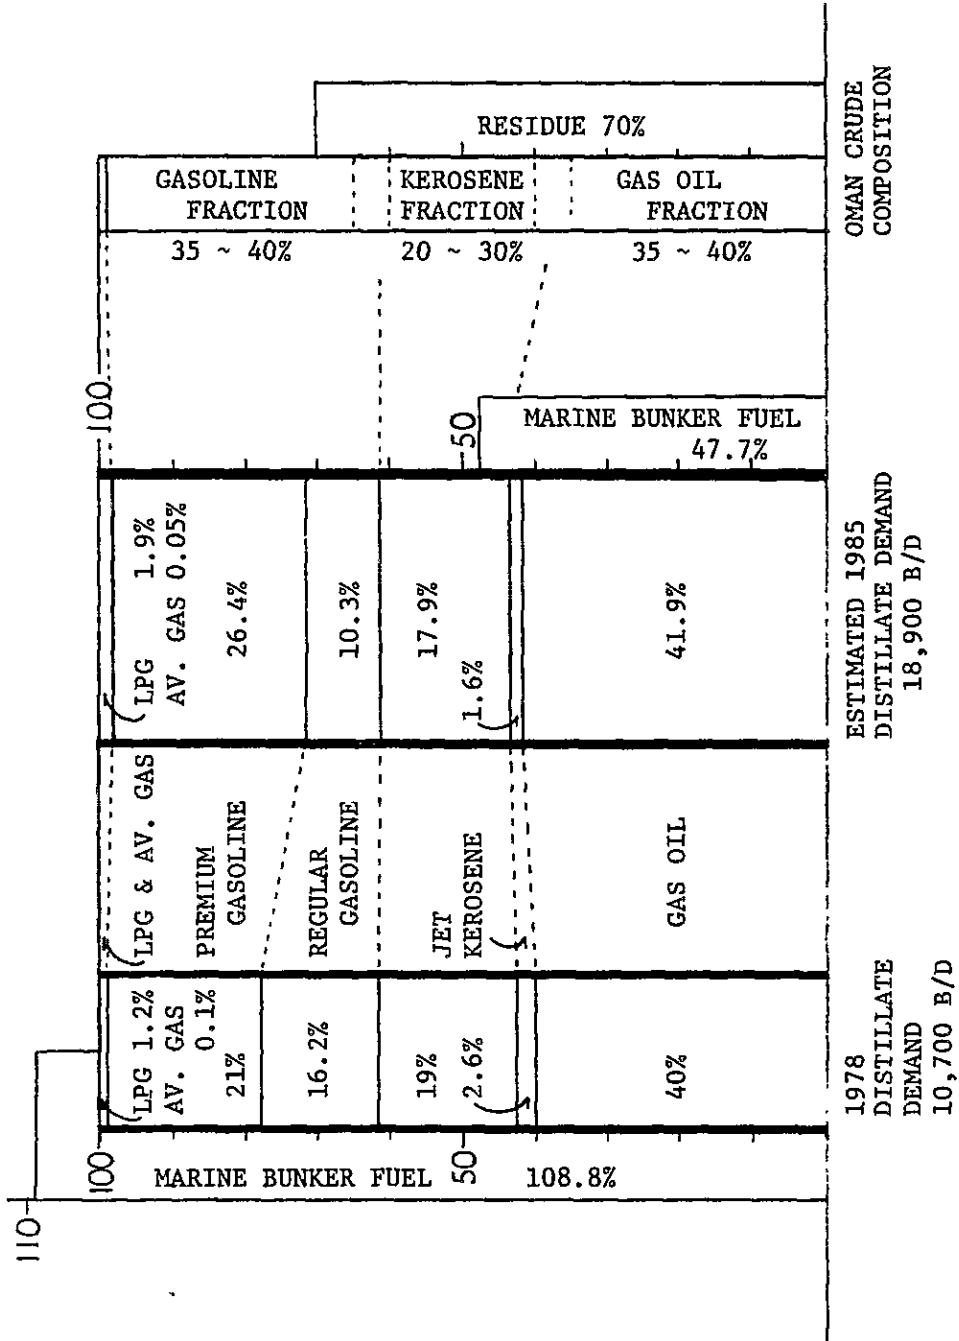 110
100
50
MARINE BUNKER FUEL 108.8%
LPG 1.2%
AV. GAS
0.1%
21%
16.2%
19%
2.6%
40%
1978
DISTILLATE
DEMAND
10,700 B/D
LPG & AV. GAS
PREMIUM
GASOLINE
REGULAR
GASOLINE
JET
KEROSENE
GAS OIL
LPG 1.9%
AV. GAS 0.05%
26.4%
10.3%
17.9%
1.6%
41.9%
ESTIMATED 1985
DISTILLATE DEMAND
18,900 B/D
100
50
MARINE BUNKER FUEL
47.7%
35 ~ 40%
20 ~ 30%
35 ~ 40%
GASOLINE
FRACTION
KEROSENE
FRACTION
GAS OIL
FRACTION
RESIDUE 70%
OMAN CRUDE
COMPOSITION